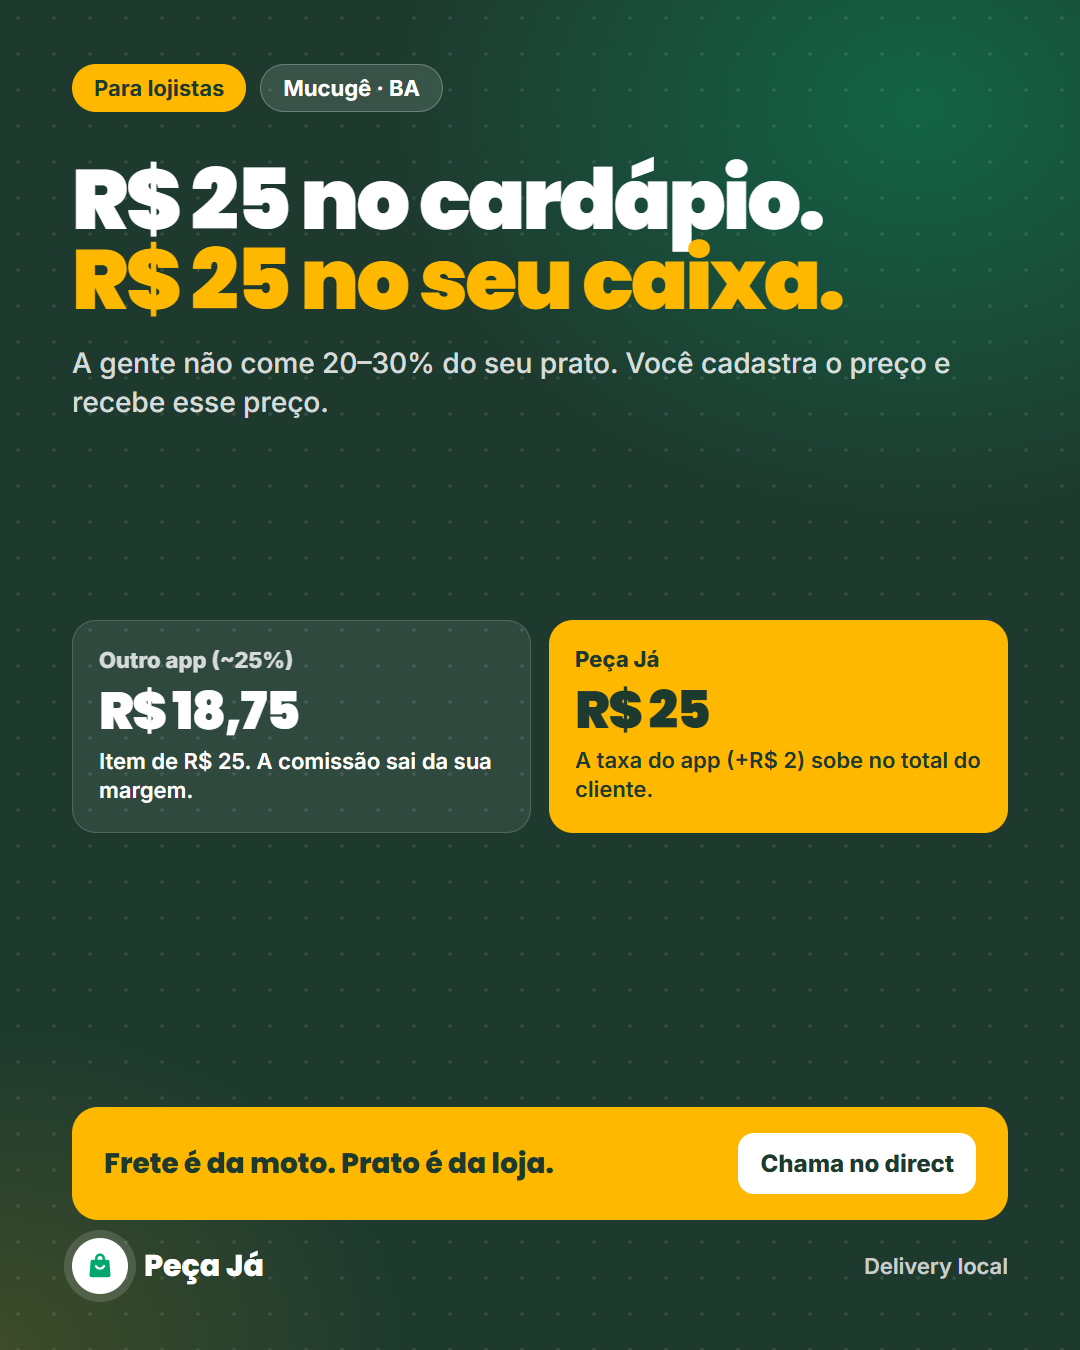 Para lojistas
Mucugê · BA
R$ 25 no cardápio.
R$ 25 no seu caixa.
A gente não come 20–30% do seu prato. Você cadastra o preço e
recebe esse preço.
Outro app (~25%)
R$ 18,75
Item de R$ 25. A comissão sai da sua
margem.
Peça Já
R$ 25
A taxa do app (+R$ 2) sobe no total do
cliente.
Frete é da moto. Prato é da loja.
Chama no direct
Peça Já
Delivery local